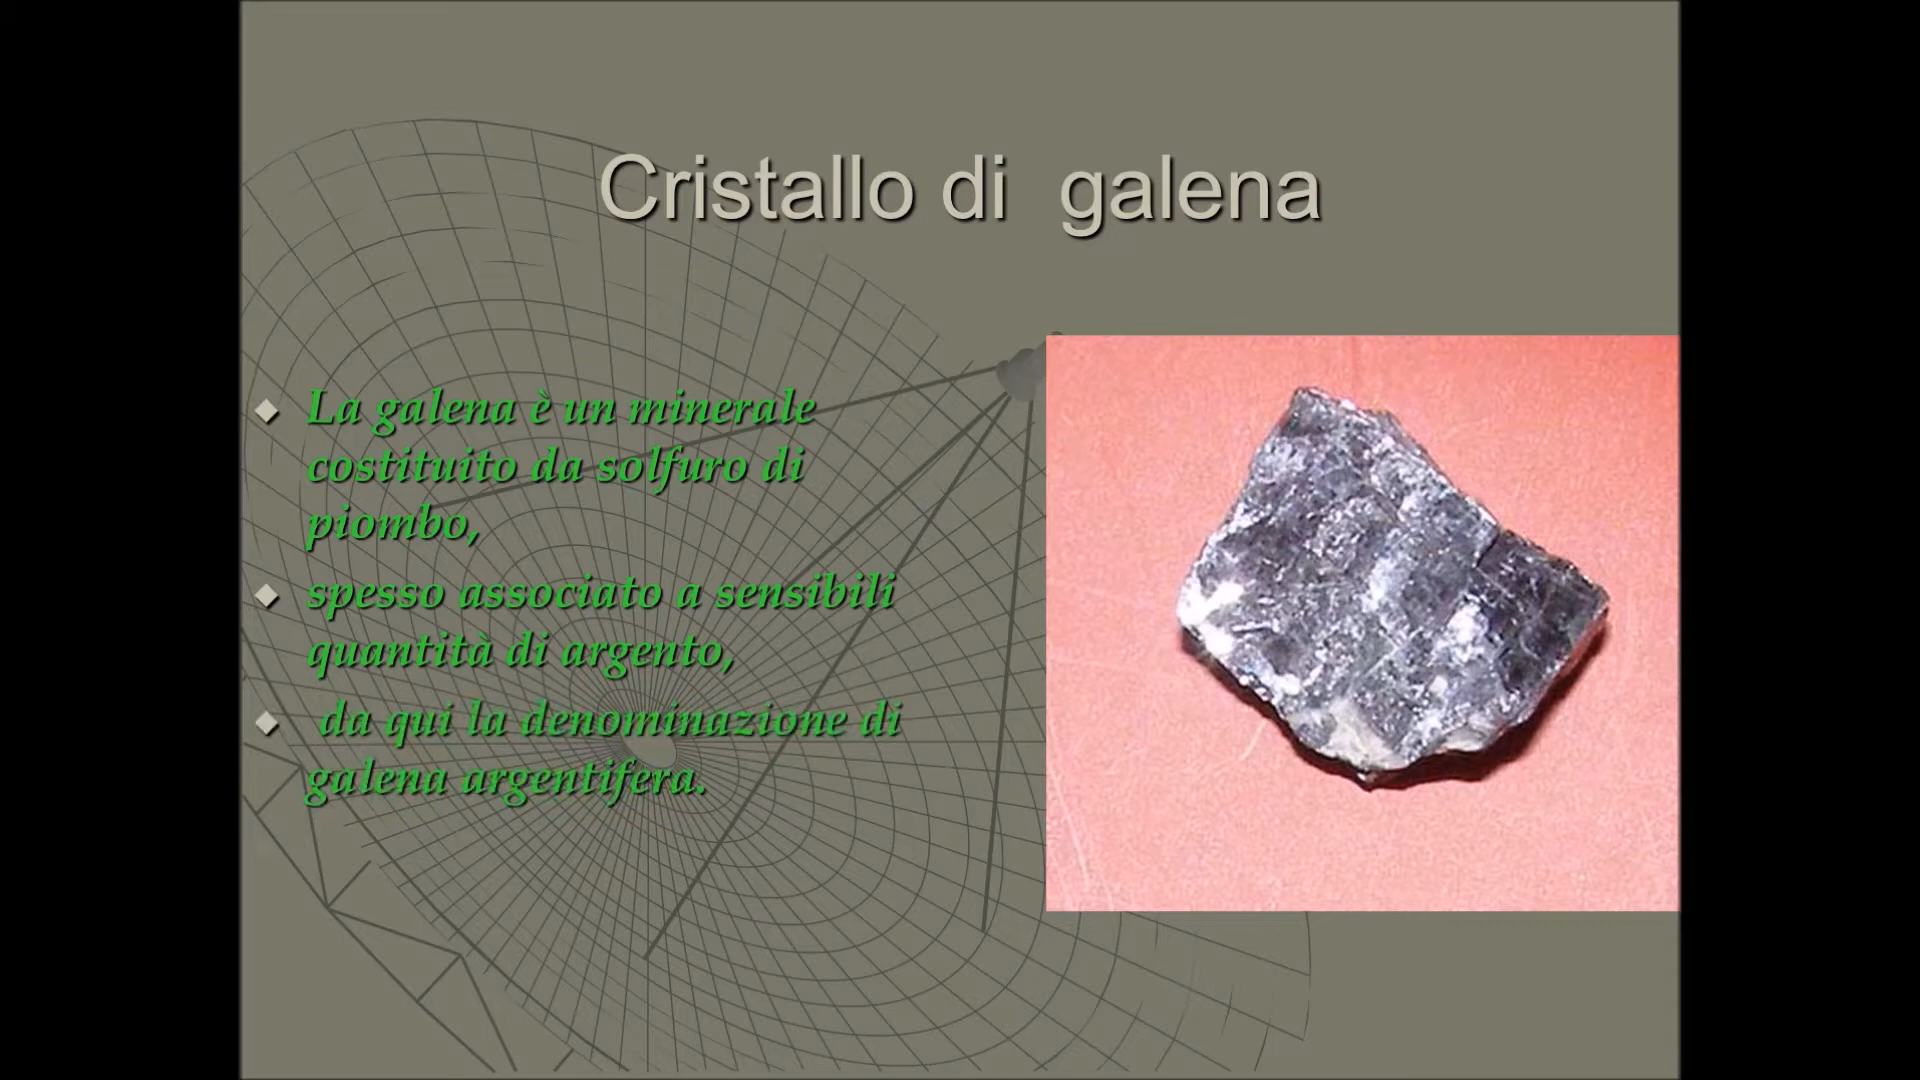 Cristallo di  galena
La galena è un minerale
costituito da solfuro di
piombo,
spesso associato a sensibili
quantità di argento,
da qui la denominazione di
galena argentifera.